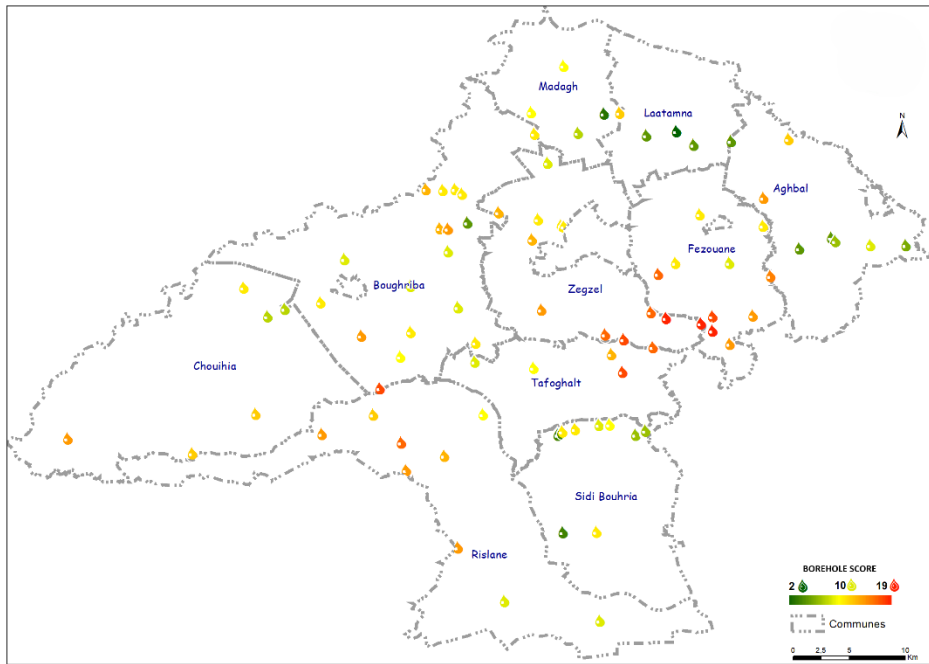 Madagh
Laatamna
N
Aghbal
Fezouane
Boughriba
Zegzel
Chouihia
Tafoghalt
Sidi Bouhria
Rislane
BOREHOLE SCORE
2 10 19
Communes
0 2.5 5 10
Km